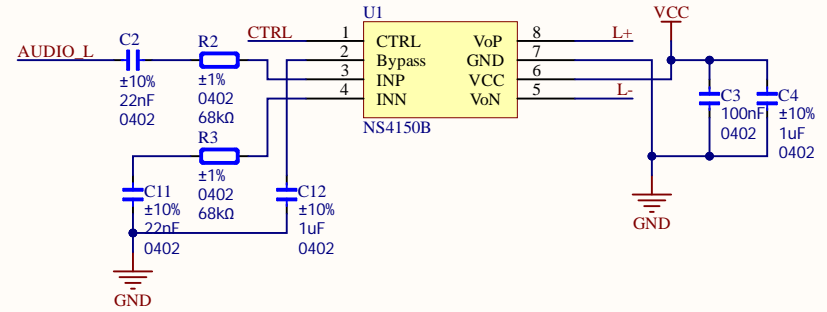 U1
VCC
CTRL
1
CTRL
VoP
8
L+
AUDIO_L
C2
R2
2
Bypass
GND
7
±10%
22nF
0402
±1%
0402
68kΩ
3
INP
VCC
6
4
INN
VoN
5
L-
NS4150B
C3
100nF
0402
C4
±10%
1uF
0402
R3
±1%
0402
68kΩ
C11
±10%
22nF
0402
C12
±10%
1uF
0402
GND
GND